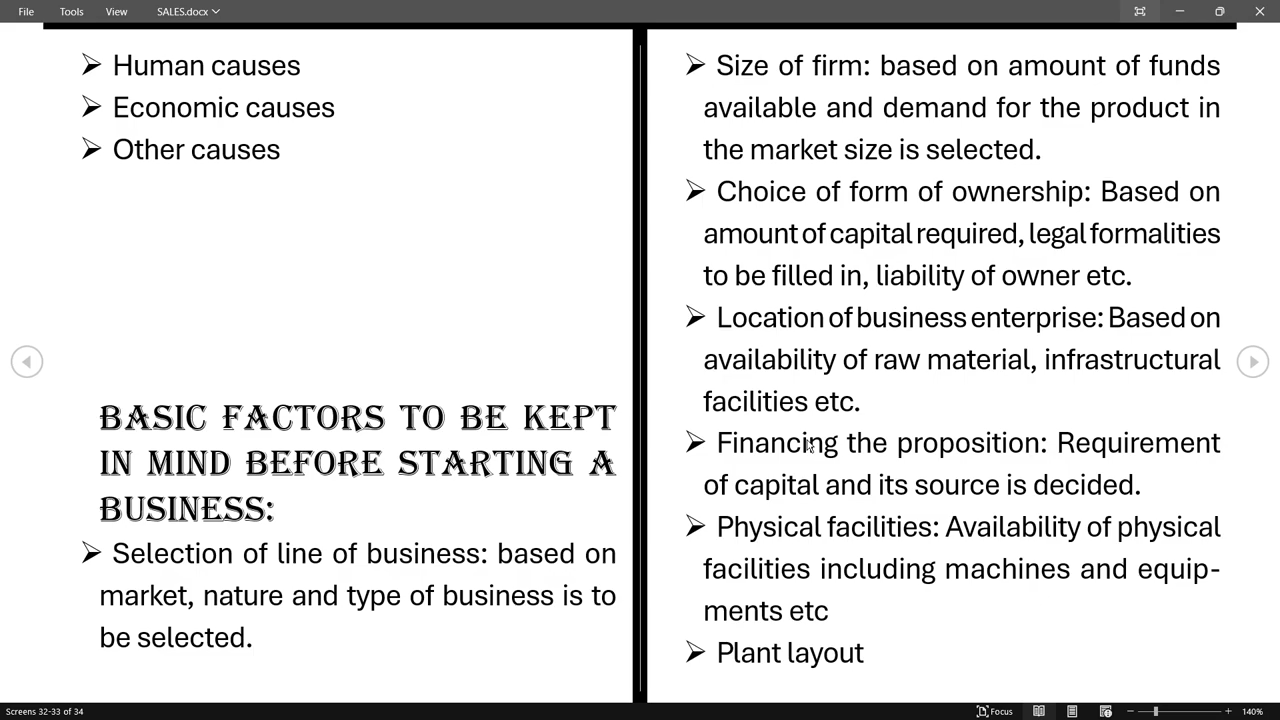 File Tools View SALES.docx
Human causes
Economic causes
Other causes
BASIC FACTORS TO BE KEPT
IN MIND BEFORE STARTING A
BUSINESS:
Selection of line of business: based on
market, nature and type of business is to
be selected.
Size of firm: based on amount of funds
available and demand for the product in
the market size is selected.
Choice of form of ownership: Based on
amount of capital required, legal formalities
to be filled in, liability of owner etc.
Location of business enterprise: Based on
availability of raw material, infrastructural
facilities etc.
Financing the proposition: Requirement
of capital and its source is decided.
Physical facilities: Availability of physical
facilities including machines and equip-
ments etc
Plant layout
Screens 32-33 of 34 Focus 140%